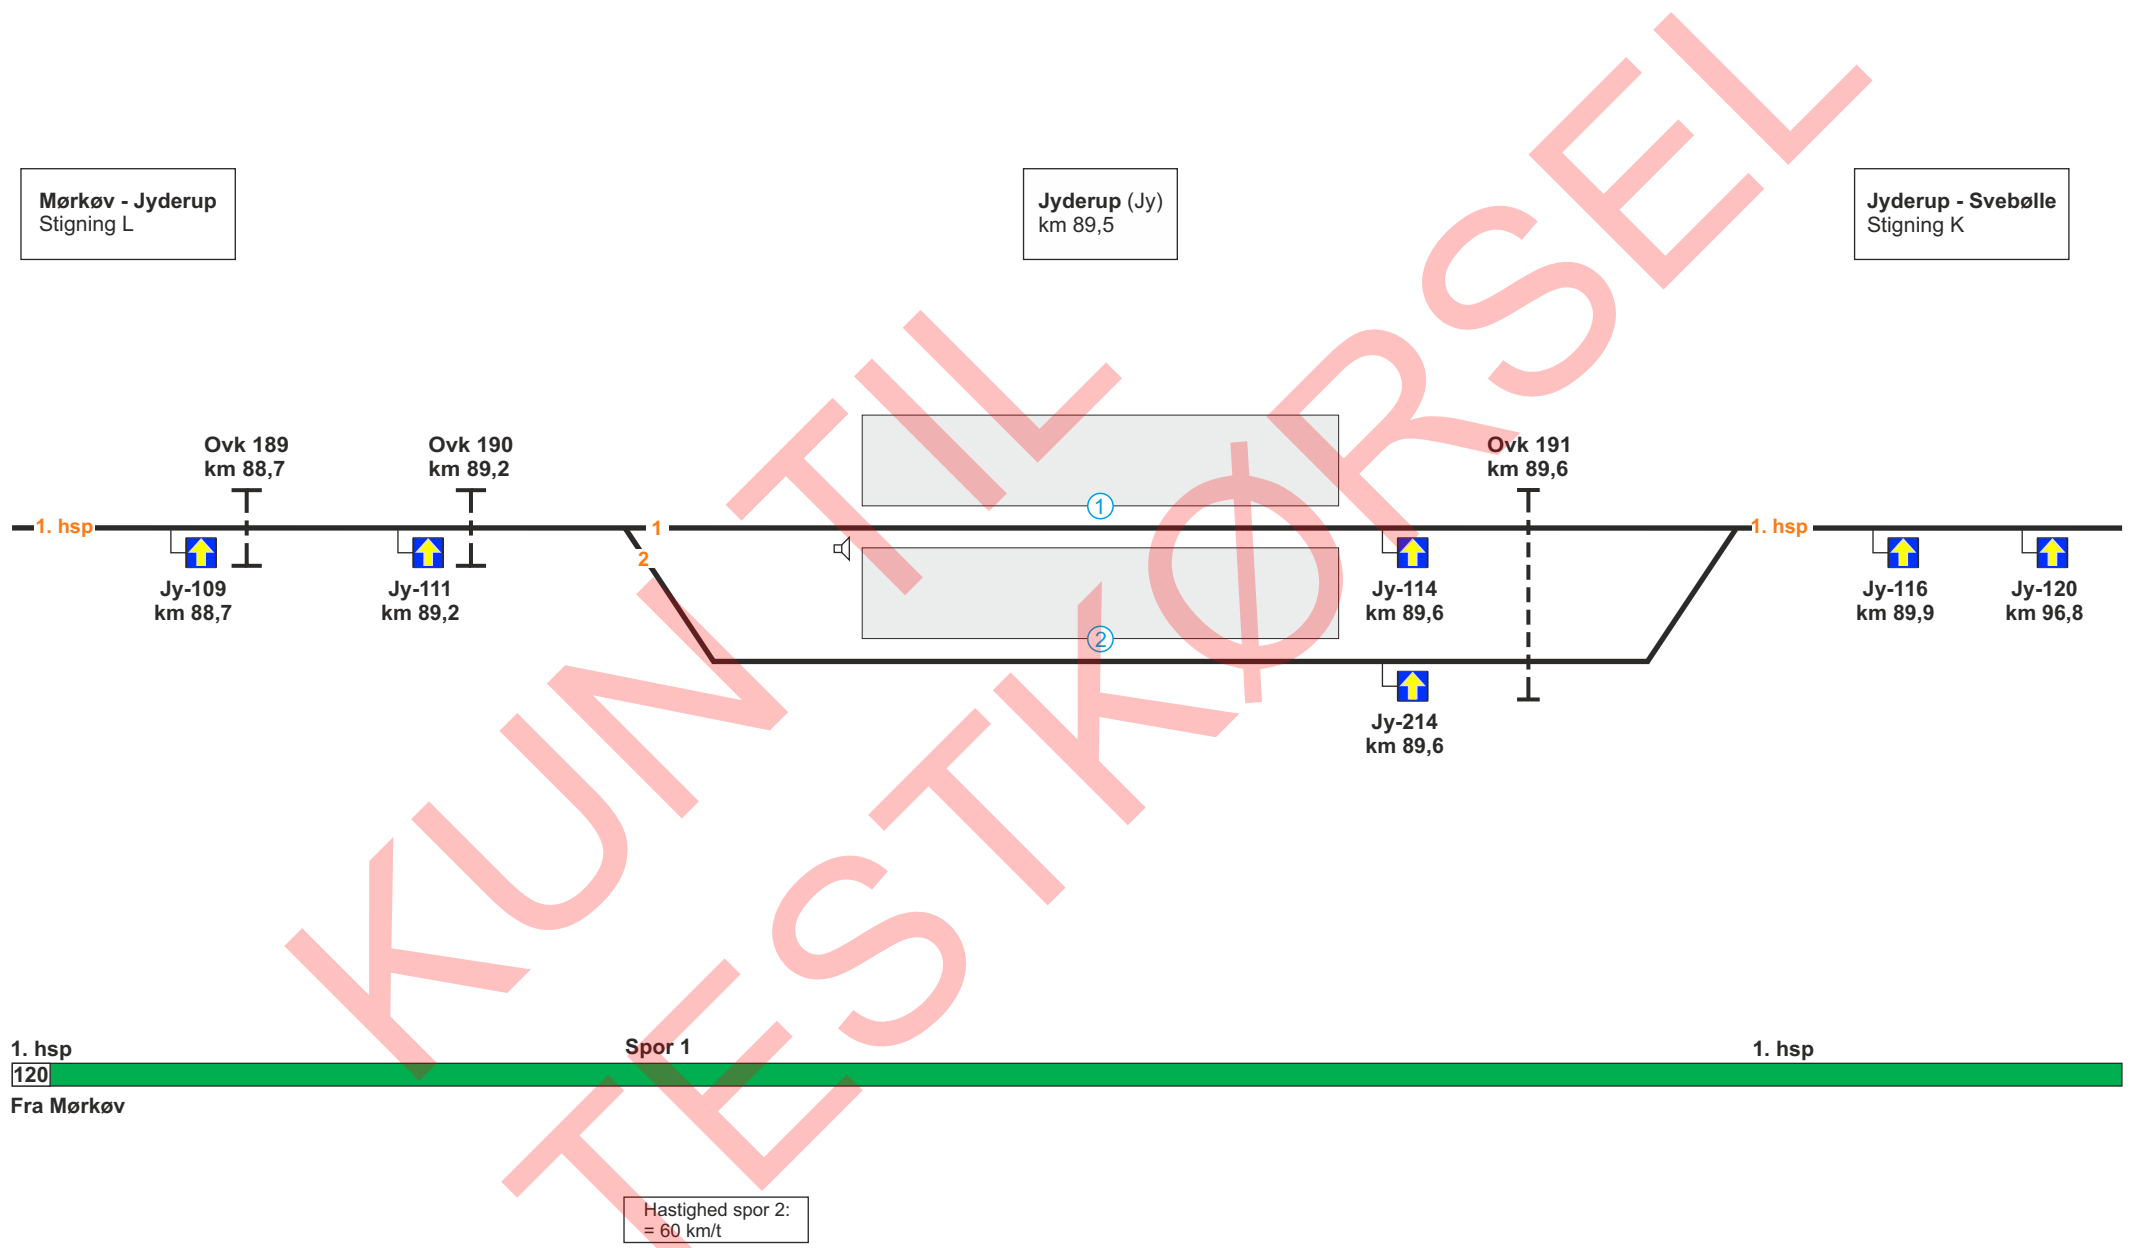 Mørkøv - Jyderup
Stigning L
Jyderup (Jy)
km 89,5
Jyderup - Svebølle
Stigning K
Ovk 189
km 88,7
Ovk 190
km 89,2
Ovk 191
km 89,6
1. hsp
1
2
1
2
1. hsp
Jy-109
km 88,7
Jy-111
km 89,2
Jy-114
km 89,6
Jy-116
km 89,9
Jy-120
km 96,8
Jy-214
km 89,6
KUN TIL
TESTKØRSEL
1. hsp
Spor 1
1. hsp
120
Fra Mørkøv
Hastighed spor 2:
= 60 km/t